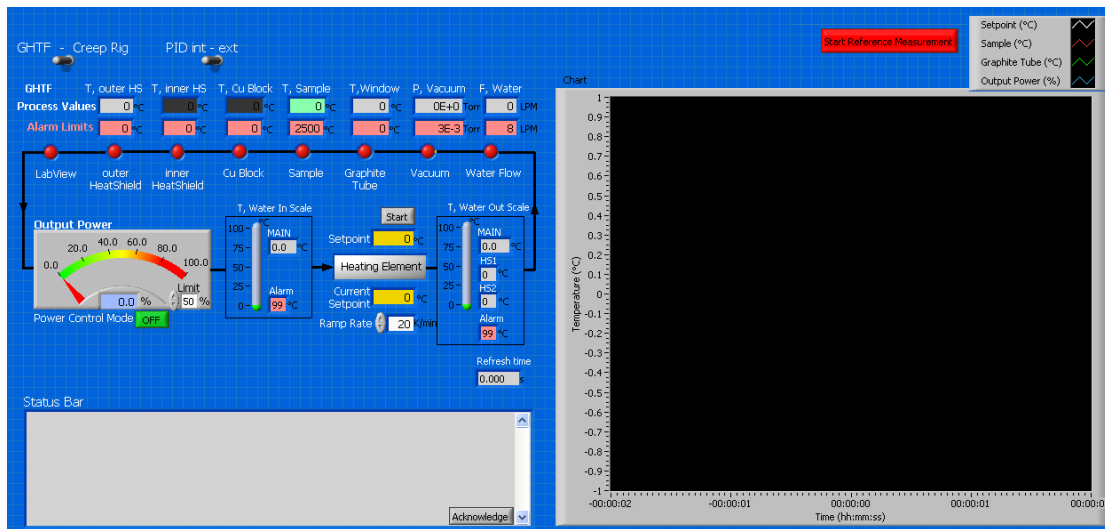 GHTF - Creep Rig PID int - ext
Start Reference Measurement
Setpoint (°C)
Sample (°C)
Graphite Tube (°C)
Output Power (%)
GHTF T, outer HS T, inner HS T, Cu Block T, Sample T,Window P, Vacuum F, Water
Process Values 0 °C 0 °C 0 °C 0 °C 0 °C 0E+0 Torr 0 LPM
Alarm Limits 0 °C 0 °C 0 °C 2500 °C 0 °C 3E-3 Torr 8 LPM
LabView outer HeatShield inner HeatShield Cu Block Sample Graphite Tube Vacuum Water Flow
Output Power
0.0 20.0 40.0 60.0 80.0 100.0
0.0 %
Limit
50 %
Power Control Mode OFF
T, Water In Scale
°C
100
75
50
25
0
MAIN
0.0 °C
Alarm
99 °C
Start
Setpoint 0 °C
Heating Element
Current Setpoint 0 °C
Ramp Rate 20 K/min
T, Water Out Scale
°C
100
75
50
25
0
MAIN
0.0 °C
HS1
0 °C
HS2
0 °C
Alarm
99 °C
Refresh time
0.000 s
Status Bar
Acknowledge
Chart
Temperature (°C)
1
0.9
0.8
0.7
0.6
0.5
0.4
0.3
0.2
0.1
0
-0.1
-0.2
-0.3
-0.4
-0.5
-0.6
-0.7
-0.8
-0.9
-1
-00:00:02 -00:00:01 00:00:00 00:00:01 00:00:0
Time (hh:mm:ss)